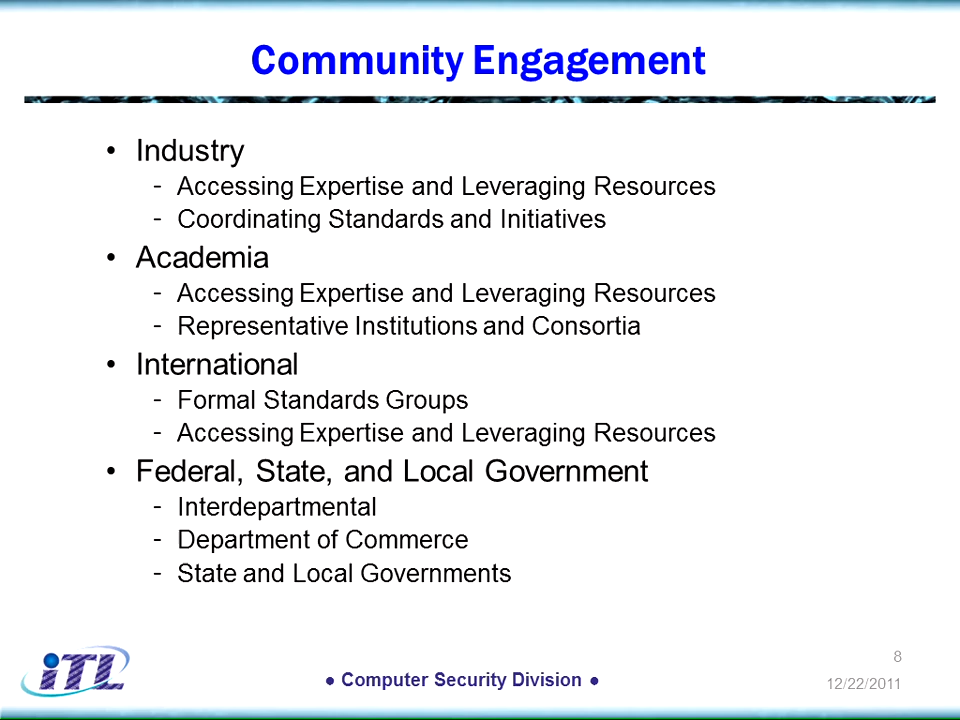 Community Engagement
• Industry
- Accessing Expertise and Leveraging Resources
- Coordinating Standards and Initiatives
• Academia
- Accessing Expertise and Leveraging Resources
- Representative Institutions and Consortia
• International
- Formal Standards Groups
- Accessing Expertise and Leveraging Resources
• Federal, State, and Local Government
- Interdepartmental
- Department of Commerce
- State and Local Governments
iTL
● Computer Security Division ●
8
12/22/2011